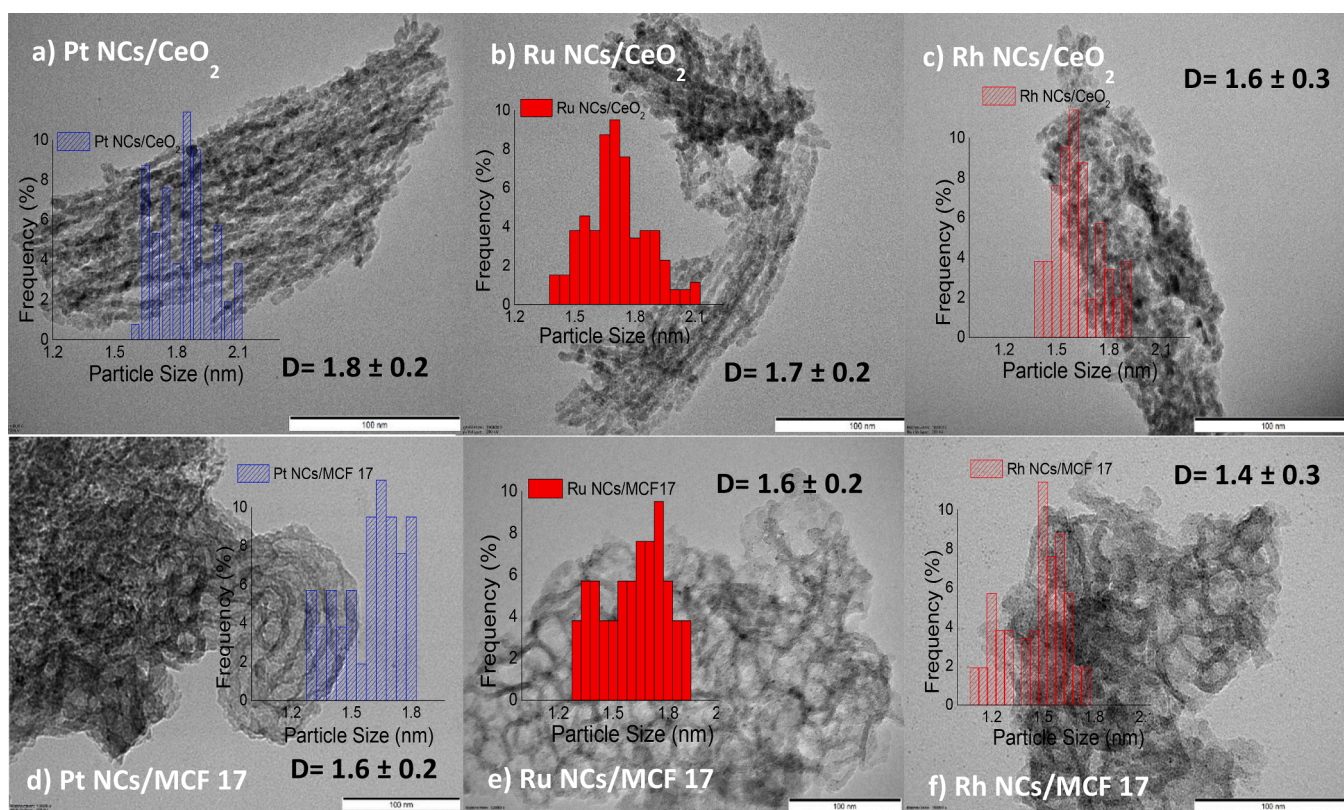 a) Pt NCs/CeO2
Pt NCs/CeO2
10
8
6
4
2
0
Frequency (%)
1.2 1.5 1.8 2.1
Particle Size (nm)
D= 1.8 ± 0.2
100 nm
b) Ru NCs/CeO2
Ru NCs/CeO2
10
8
6
4
2
0
Frequency (%)
1.2 1.5 1.8 2.1
Particle Size (nm)
D= 1.7 ± 0.2
100 nm
c) Rh NCs/CeO2
D= 1.6 ± 0.3
Rh NCs/CeO2
10
8
6
4
2
0
Frequency (%)
1.2 1.5 1.8 2.1
Particle Size (nm)
100 nm
Pt NCs/MCF 17
10
8
6
4
2
0
Frequency (%)
1.2 1.5 1.8
Particle Size (nm)
d) Pt NCs/MCF 17
D= 1.6 ± 0.2
100 nm
Ru NCs/MCF17
D= 1.6 ± 0.2
10
8
6
4
2
0
Frequency (%)
1.2 1.5 1.8 2
Particle Size (nm)
e) Ru NCs/MCF 17
100 nm
Rh NCs/MCF 17
D= 1.4 ± 0.3
10
8
6
4
2
0
Frequency (%)
1.2 1.5 1.8 2.1
Particle Size (nm)
f) Rh NCs/MCF 17
100 nm